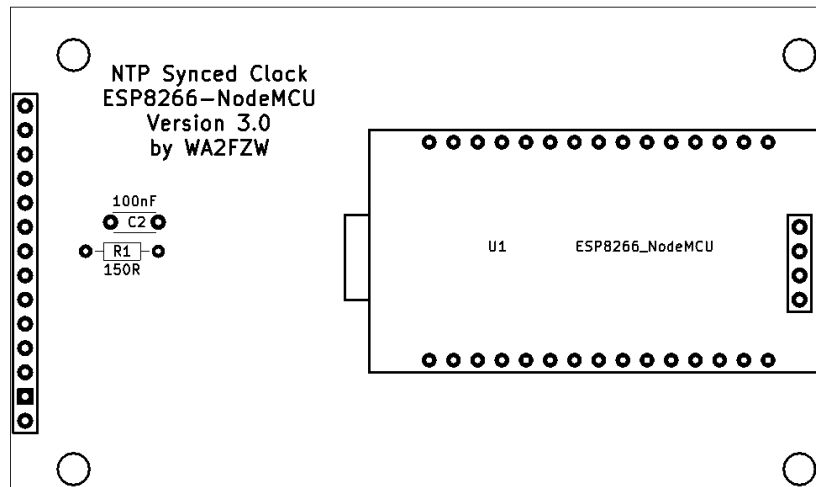 NTP Synced Clock
ESP8266-NodeMCU
Version 3.0
by WA2FZW
100nF
C2
R1
150R
U1 ESP8266_NodeMCU